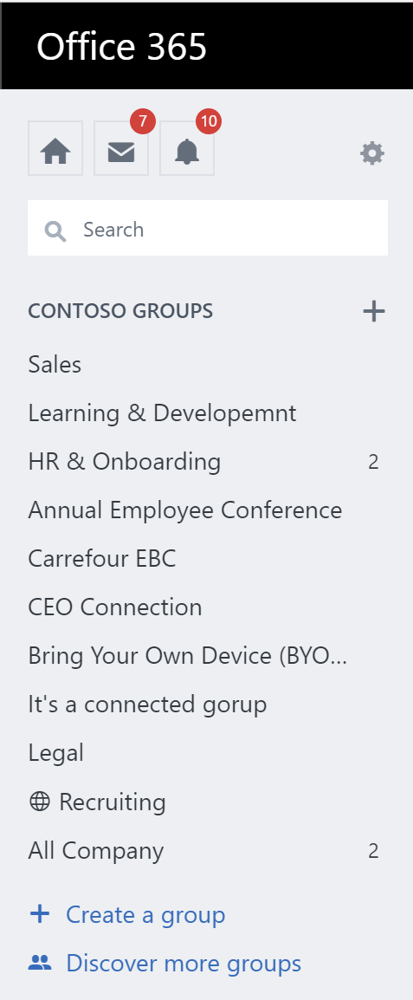 Office 365
7
10
Search
CONTOSO GROUPS
Sales
Learning & Developemnt
HR & Onboarding 2
Annual Employee Conference
Carrefour EBC
CEO Connection
Bring Your Own Device (BYO...
It's a connected gorup
Legal
Recruiting
All Company 2
Create a group
Discover more groups